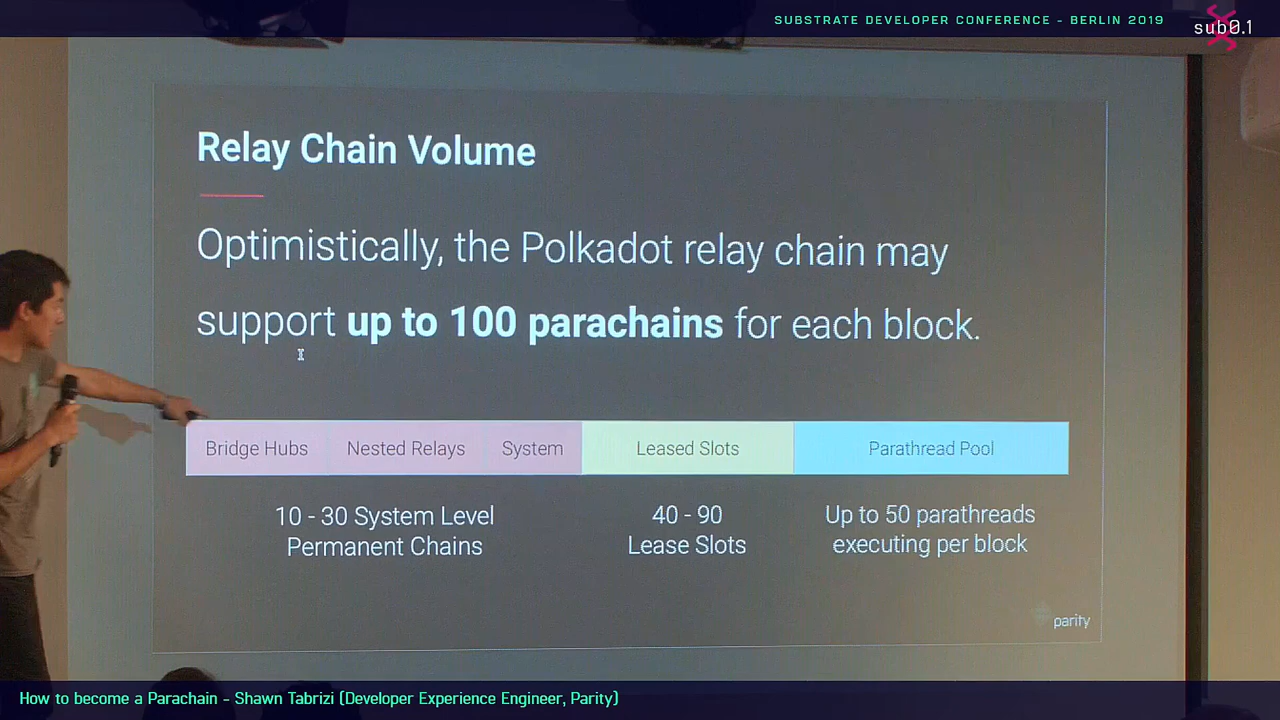 SUBSTRATE DEVELOPER CONFERENCE - BERLIN 2019
sub0.1
Relay Chain Volume
Optimistically, the Polkadot relay chain may
support up to 100 parachains for each block.
Bridge Hubs Nested Relays System Leased Slots Parathread Pool
10 - 30 System Level
Permanent Chains
40 - 90
Lease Slots
Up to 50 parathreads
executing per block
parity
How to become a Parachain - Shawn Tabrizi (Developer Experience Engineer, Parity)